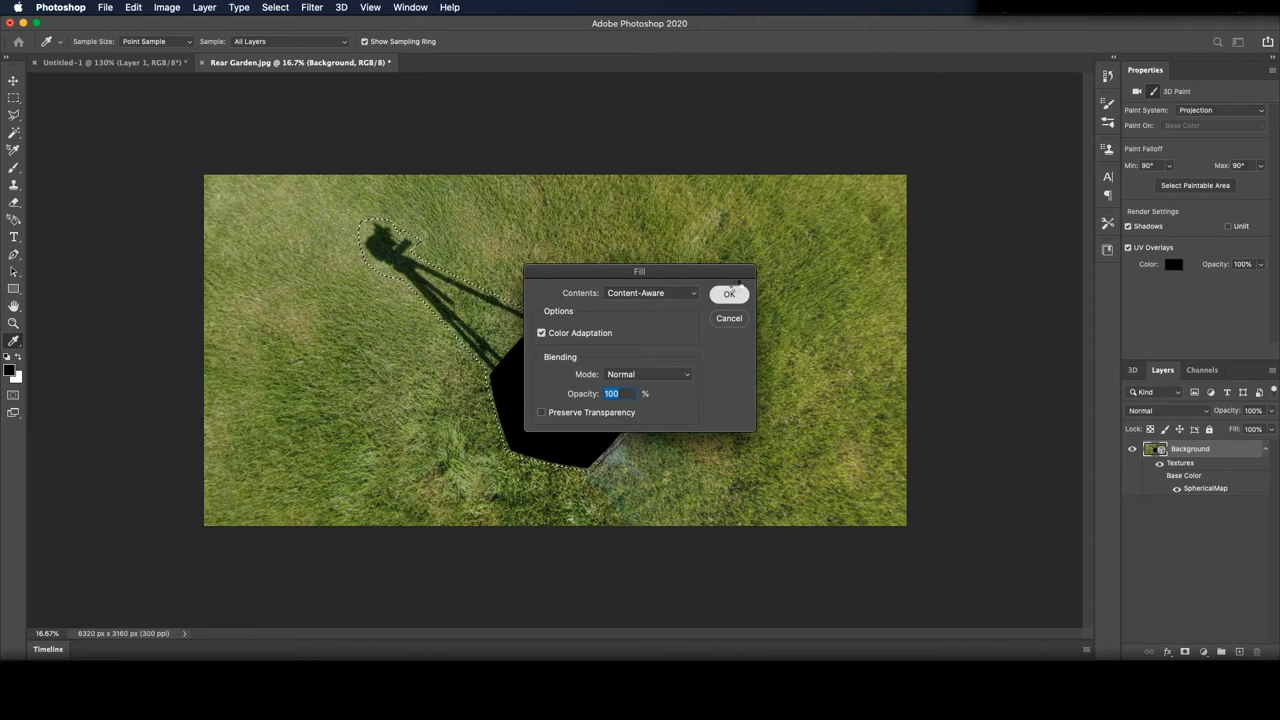 Photoshop File Edit Image Layer Type Select Filter 3D View Window Help
Adobe Photoshop 2020
Sample Size: Point Sample Sample: All Layers Show Sampling Ring
Untitled-1 @ 130% (Layer 1, RGB/8*) * Rear Garden.jpg @ 16.7% (Background, RGB/8) *
Properties
3D Paint
Paint System: Projection
Paint On: Base Color
Paint Falloff
Min: 90° Max: 90°
Select Paintable Area
Render Settings
Shadows Unlit
UV Overlays
Color: Opacity: 100%
Fill
Contents: Content-Aware OK
Options Cancel
Color Adaptation
Blending
Mode: Normal
Opacity: 100 %
Preserve Transparency
3D Layers Channels
Kind
Normal Opacity: 100%
Lock: Fill: 100%
Background
Textures
Base Color
SphericalMap
16.67% 6320 px x 3160 px (300 ppi)
Timeline